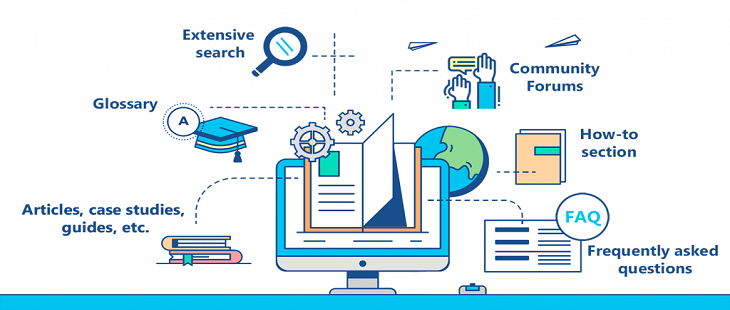 Extensive
search
Community
Forums
Glossary
A
How-to
section
Articles, case studies,
guides, etc.
FAQ
Frequently asked
questions